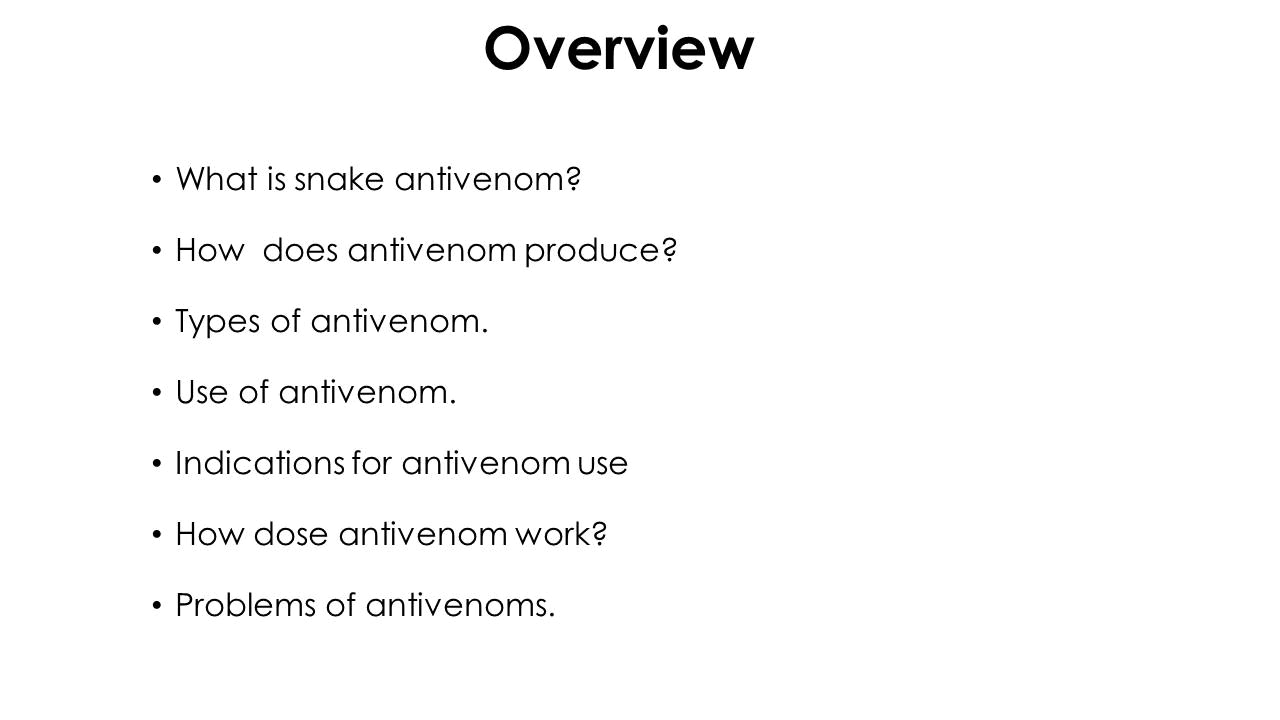 Overview
• What is snake antivenom?
• How  does antivenom produce?
• Types of antivenom.
• Use of antivenom.
• Indications for antivenom use
• How dose antivenom work?
• Problems of antivenoms.